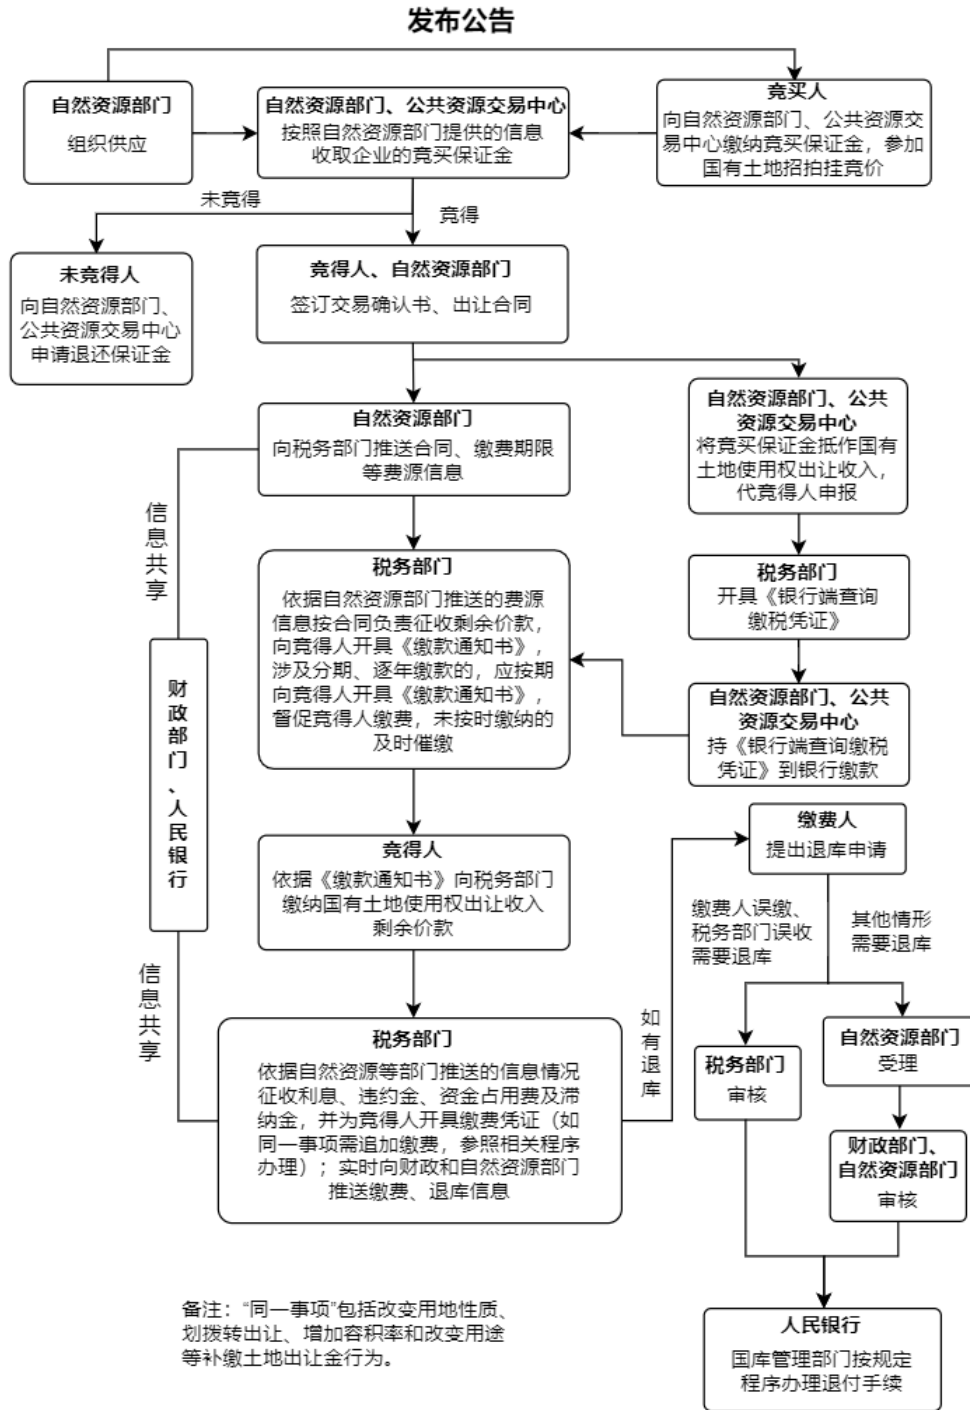 发布公告
自然资源部门
组织供应
自然资源部门、公共资源交易中心
按照自然资源部门提供的信息
收取企业的竞买保证金
竞买人
向自然资源部门、公共资源交
易中心缴纳竞买保证金，参加
国有土地招拍挂竞价
未竞得
竞得
未竞得人
向自然资源部门、
公共资源交易中心
申请退还保证金
竞得人、自然资源部门
签订交易确认书、出让合同
自然资源部门
向税务部门推送合同、缴费期限
等费源信息
自然资源部门、公共
资源交易中心
将竞买保证金抵作国有
土地使用权出让收入，
代竞得人申报
信息共享
税务部门
依据自然资源部门推送的费源
信息按合同负责征收剩余价款，
向竞得人开具《缴款通知书》，
涉及分期、逐年缴款的，应按期
向竞得人开具《缴款通知书》，
督促竞得人缴费，未按时缴纳的
及时催缴
税务部门
开具《银行端查询
缴税凭证》
自然资源部门、公共
资源交易中心
持《银行端查询缴税
凭证》到银行缴款
财政部门、人民银行
竞得人
依据《缴款通知书》向税务部门
缴纳国有土地使用权出让收入
剩余价款
缴费人
提出退库申请
缴费人误缴、
税务部门误收
需要退库
其他情形
需要退库
信息共享
税务部门
依据自然资源等部门推送的信息情况
征收利息、违约金、资金占用费及滞
纳金，并为竞得人开具缴费凭证（如
同一事项需追加缴费，参照相关程序
办理）；实时向财政和自然资源部门
推送缴费、退库信息
如有退库
税务部门
审核
自然资源部门
受理
财政部门、
自然资源部门
审核
人民银行
国库管理部门按规定
程序办理退付手续
备注：“同一事项”包括改变用地性质、
划拨转出让、增加容积率和改变用途
等补缴土地出让金行为。